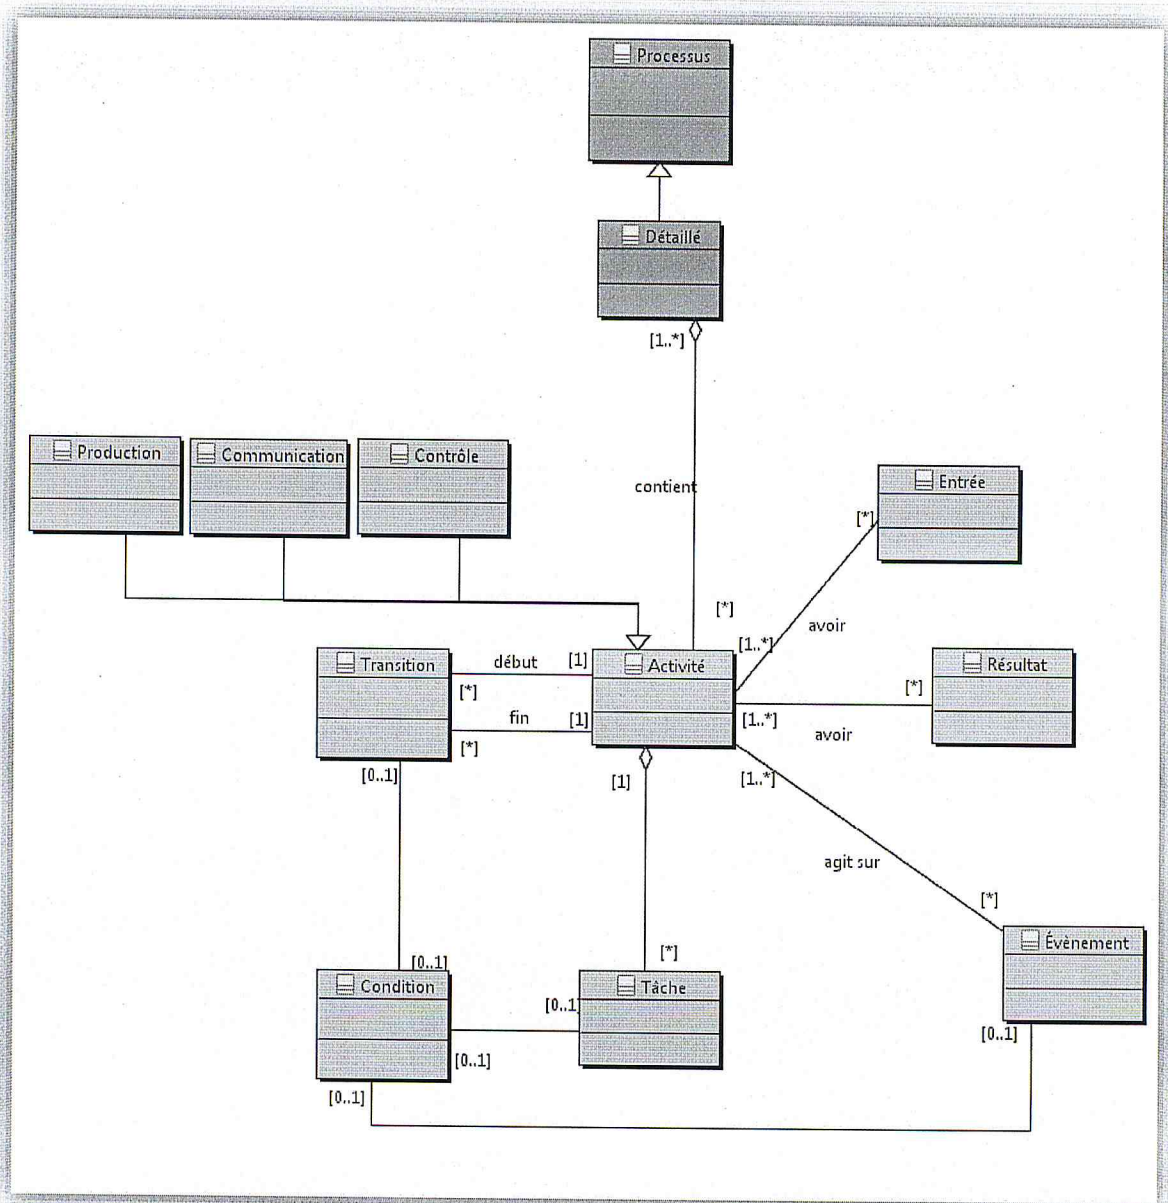 Processus
Détaillé
[1..*]
Production
Communication
Contrôle
contient
Entrée
[*]
[*]
[1..*]
avoir
Transition
début
[1]
Activité
Résultat
[*]
[*]
fin
[1]
[1..*]
avoir
[*]
[0..1]
[1]
[1..*]
agit sur
[*]
Évènement
[0..1]
[*]
Condition
Tâche
[0..1]
[0..1]
[0..1]
[0..1]